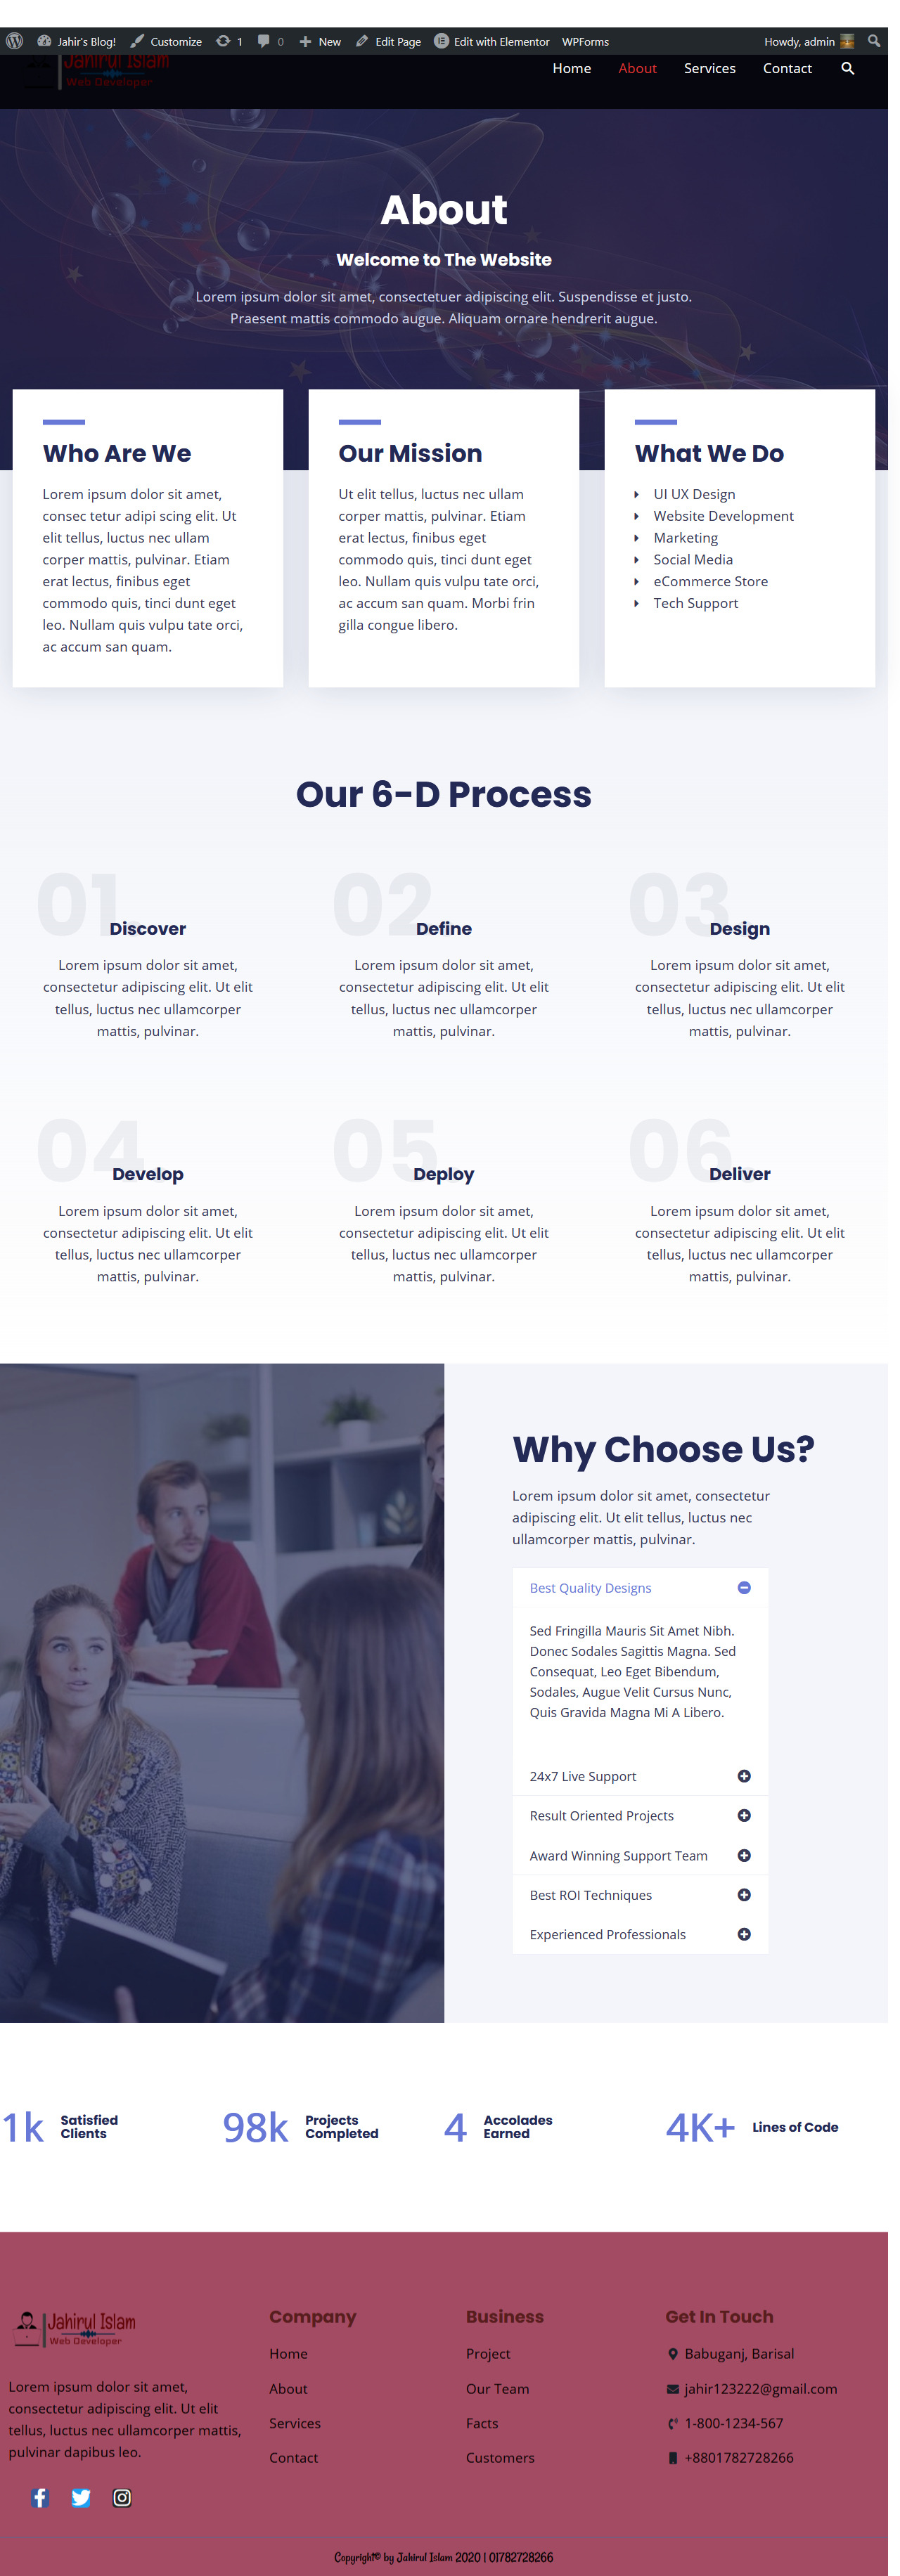 Jahir's Blog! Customize 1 0 New Edit Page Edit with Elementor WPForms Howdy, admin
Jahirul Islam
Web Developer
Home About Services Contact
About
Welcome to The Website
Lorem ipsum dolor sit amet, consectetuer adipiscing elit. Suspendisse et justo.
Praesent mattis commodo augue. Aliquam ornare hendrerit augue.
Who Are We
Lorem ipsum dolor sit amet,
consec tetur adipi scing elit. Ut
elit tellus, luctus nec ullam
corper mattis, pulvinar. Etiam
erat lectus, finibus eget
commodo quis, tinci dunt eget
leo. Nullam quis vulpu tate orci,
ac accum san quam.
Our Mission
Ut elit tellus, luctus nec ullam
corper mattis, pulvinar. Etiam
erat lectus, finibus eget
commodo quis, tinci dunt eget
leo. Nullam quis vulpu tate orci,
ac accum san quam. Morbi frin
gilla congue libero.
What We Do
UI UX Design
Website Development
Marketing
Social Media
eCommerce Store
Tech Support
Our 6-D Process
01
Discover
Lorem ipsum dolor sit amet,
consectetur adipiscing elit. Ut elit
tellus, luctus nec ullamcorper
mattis, pulvinar.
02
Define
Lorem ipsum dolor sit amet,
consectetur adipiscing elit. Ut elit
tellus, luctus nec ullamcorper
mattis, pulvinar.
03
Design
Lorem ipsum dolor sit amet,
consectetur adipiscing elit. Ut elit
tellus, luctus nec ullamcorper
mattis, pulvinar.
04
Develop
Lorem ipsum dolor sit amet,
consectetur adipiscing elit. Ut elit
tellus, luctus nec ullamcorper
mattis, pulvinar.
05
Deploy
Lorem ipsum dolor sit amet,
consectetur adipiscing elit. Ut elit
tellus, luctus nec ullamcorper
mattis, pulvinar.
06
Deliver
Lorem ipsum dolor sit amet,
consectetur adipiscing elit. Ut elit
tellus, luctus nec ullamcorper
mattis, pulvinar.
Why Choose Us?
Lorem ipsum dolor sit amet, consectetur
adipiscing elit. Ut elit tellus, luctus nec
ullamcorper mattis, pulvinar.
Best Quality Designs
Sed Fringilla Mauris Sit Amet Nibh.
Donec Sodales Sagittis Magna. Sed
Consequat, Leo Eget Bibendum,
Sodales, Augue Velit Cursus Nunc,
Quis Gravida Magna Mi A Libero.
24x7 Live Support
Result Oriented Projects
Award Winning Support Team
Best ROI Techniques
Experienced Professionals
1k Satisfied
Clients
98k Projects
Completed
4 Accolades
Earned
4K+ Lines of Code
Jahirul Islam
Web Developer
Lorem ipsum dolor sit amet,
consectetur adipiscing elit. Ut elit
tellus, luctus nec ullamcorper mattis,
pulvinar dapibus leo.
Company
Home
About
Services
Contact
Business
Project
Our Team
Facts
Customers
Get In Touch
Babuganj, Barisal
jahir123222@gmail.com
1-800-1234-567
+8801782728266
Copyright© by Jahirul Islam 2020 | 01782728266